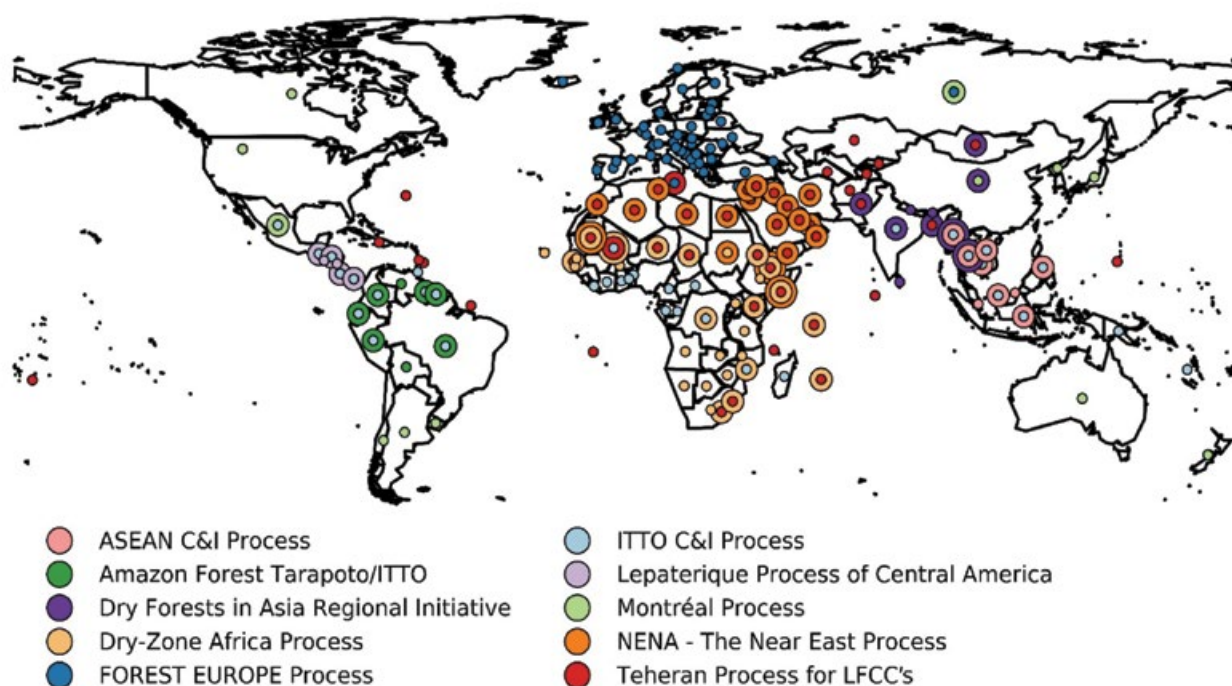 ASEAN C&I Process
Amazon Forest Tarapoto/ITTO
Dry Forests in Asia Regional Initiative
Dry-Zone Africa Process
FOREST EUROPE Process
ITTO C&I Process
Lepaterique Process of Central America
Montréal Process
NENA - The Near East Process
Teheran Process for LFCC's